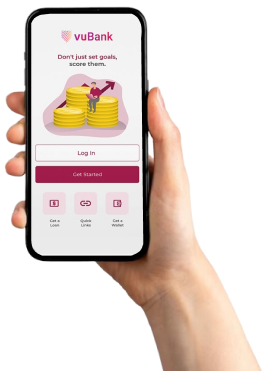 vuBank
Don't just set goals,
score them.
Log In
Get Started
Get a
Loan
Quick
Links
Get a
Wallet